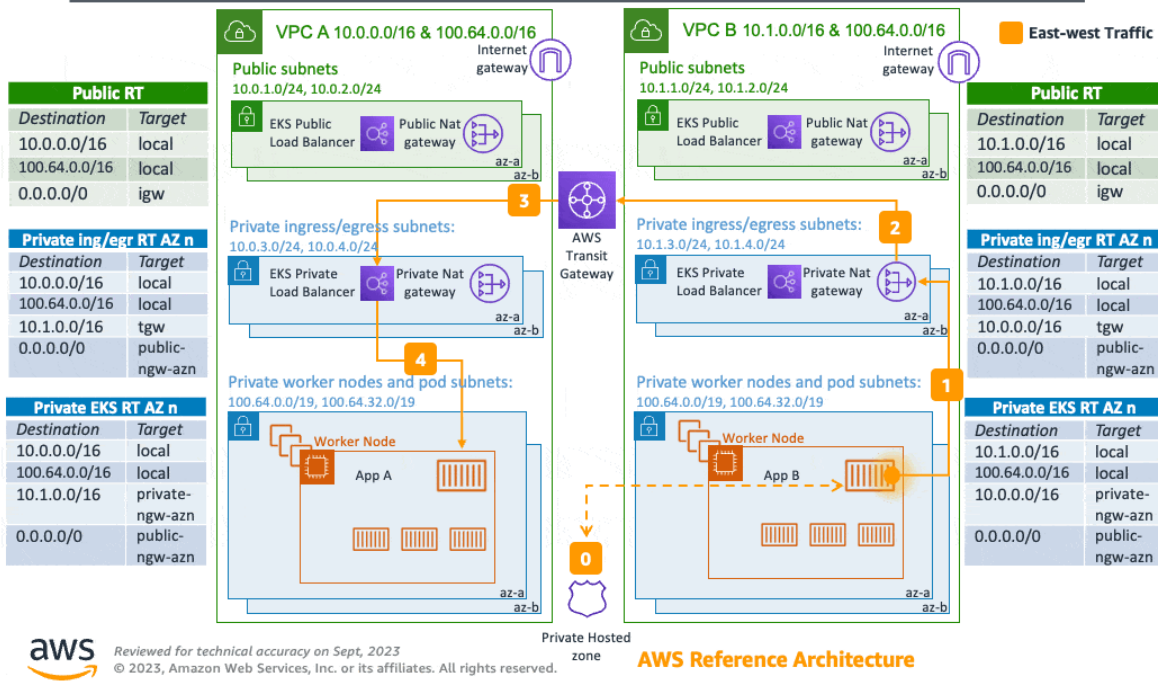 VPC A 10.0.0.0/16 & 100.64.0.0/16
Internet
gateway
Public subnets
10.0.1.0/24, 10.0.2.0/24
EKS Public
Load Balancer
Public Nat
gateway
az-a
az-b
Private ingress/egress subnets:
10.0.3.0/24, 10.0.4.0/24
EKS Private
Load Balancer
Private Nat
gateway
az-a
az-b
Private worker nodes and pod subnets:
100.64.0.0/19, 100.64.32.0/19
Worker Node
App A
az-a
az-b
VPC B 10.1.0.0/16 & 100.64.0.0/16
Internet
gateway
Public subnets
10.1.1.0/24, 10.1.2.0/24
EKS Public
Load Balancer
Public Nat
gateway
az-a
az-b
Private ingress/egress subnets:
10.1.3.0/24, 10.1.4.0/24
EKS Private
Load Balancer
Private Nat
gateway
az-a
az-b
Private worker nodes and pod subnets:
100.64.0.0/19, 100.64.32.0/19
Worker Node
App B
az-a
az-b
East-west Traffic
Public RT
Destination Target
10.0.0.0/16 local
100.64.0.0/16 local
0.0.0.0/0 igw
Private ing/egr RT AZ n
Destination Target
10.0.0.0/16 local
100.64.0.0/16 local
10.1.0.0/16 tgw
0.0.0.0/0 public-
ngw-azn
Private EKS RT AZ n
Destination Target
10.0.0.0/16 local
100.64.0.0/16 local
10.1.0.0/16 private-
ngw-azn
0.0.0.0/0 public-
ngw-azn
Public RT
Destination Target
10.1.0.0/16 local
100.64.0.0/16 local
0.0.0.0/0 igw
Private ing/egr RT AZ n
Destination Target
10.1.0.0/16 local
100.64.0.0/16 local
10.0.0.0/16 tgw
0.0.0.0/0 public-
ngw-azn
Private EKS RT AZ n
Destination Target
10.1.0.0/16 local
100.64.0.0/16 local
10.0.0.0/16 private-
ngw-azn
0.0.0.0/0 public-
ngw-azn
3
AWS
Transit
Gateway
2
4
1
0
Private Hosted
zone
aws
Reviewed for technical accuracy on Sept, 2023
© 2023, Amazon Web Services, Inc. or its affiliates. All rights reserved.
AWS Reference Architecture